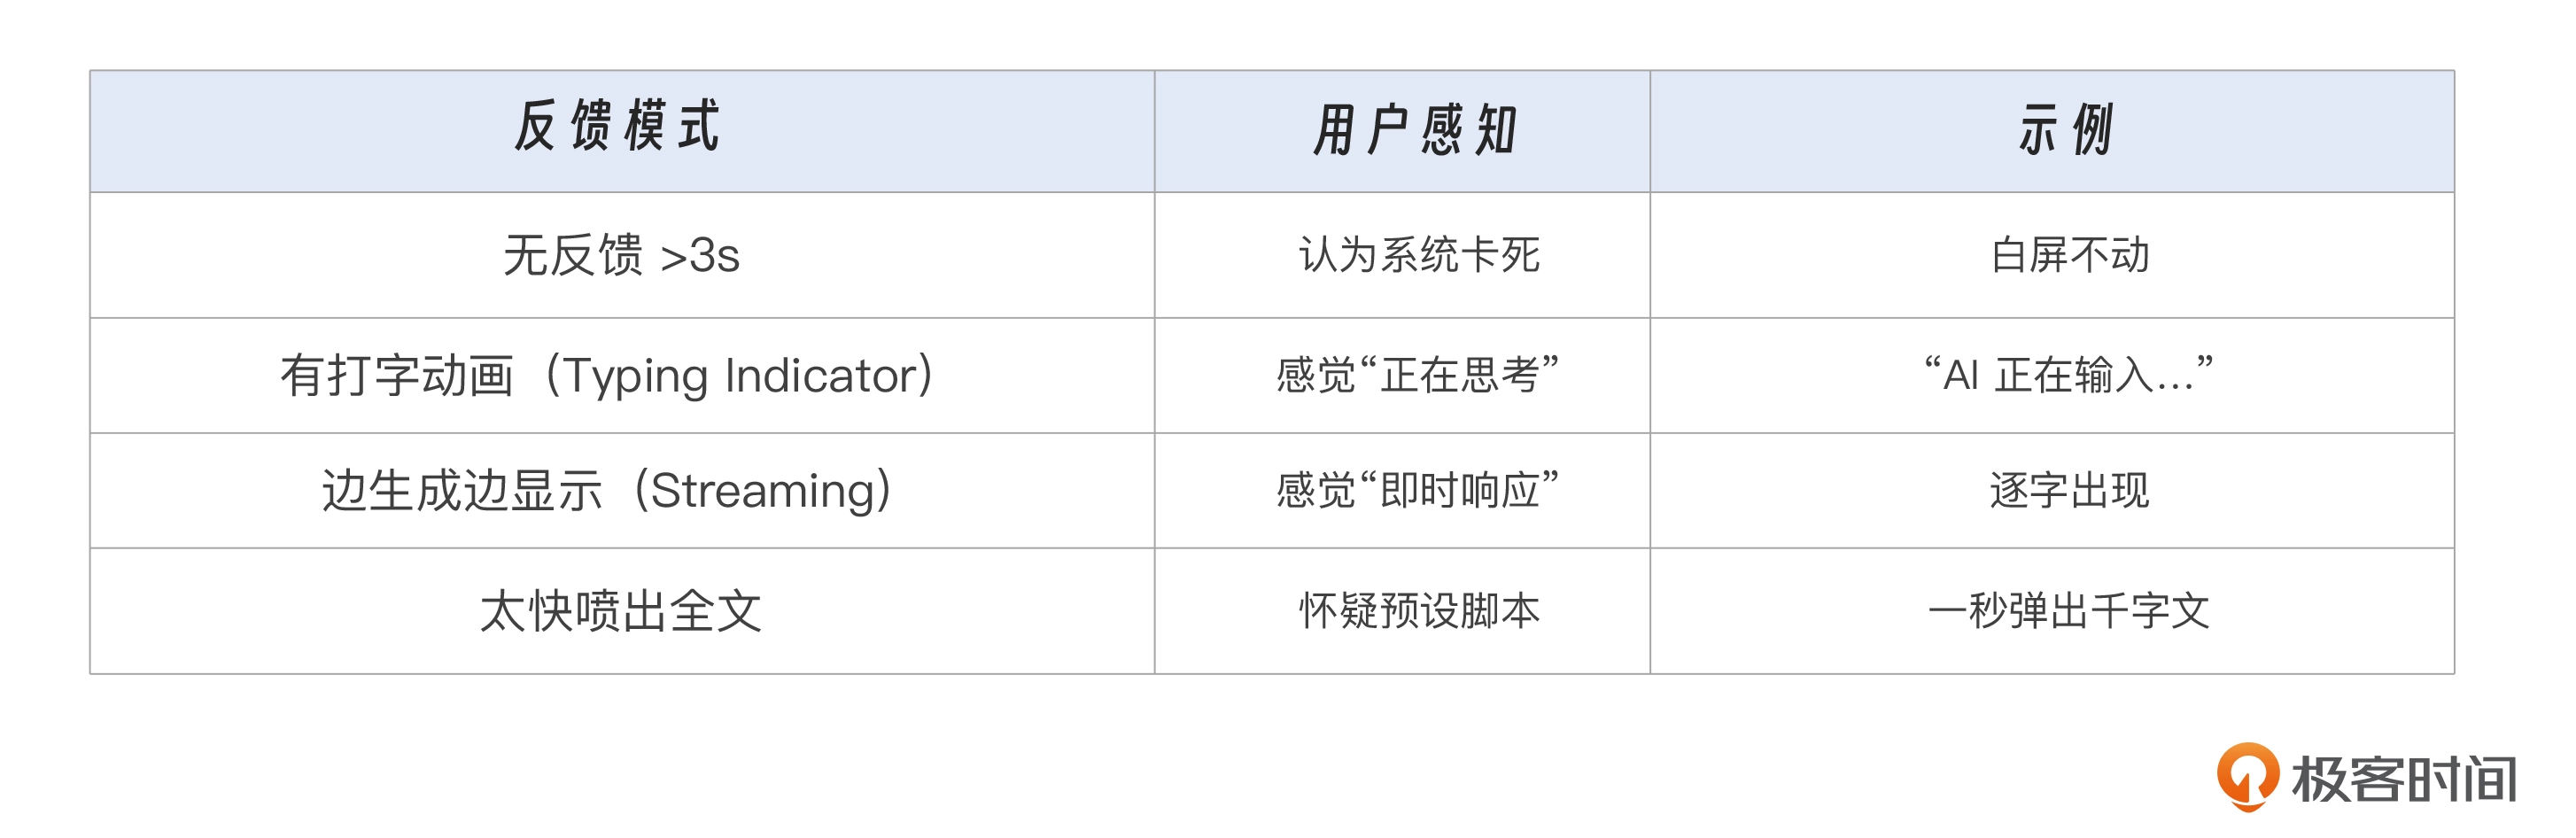 反馈模式 用户感知 示例
无反馈 >3s 认为系统卡死 白屏不动
有打字动画（Typing Indicator） 感觉“正在思考” “AI 正在输入…”
边生成边显示（Streaming） 感觉“即时响应” 逐字出现
太快喷出全文 怀疑预设脚本 一秒弹出千字文
极客时间